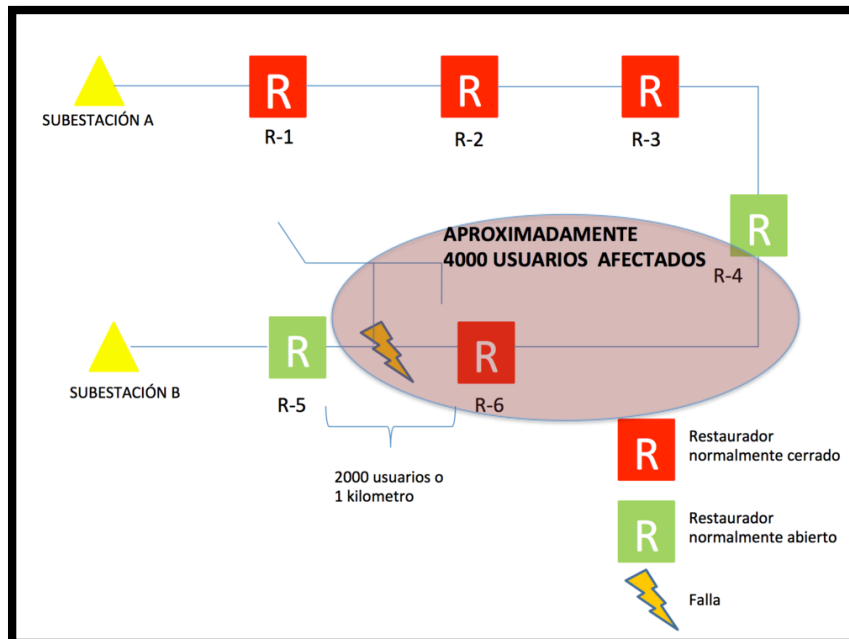 R
R
R
SUBESTACIÓN A
R-1
R-2
R-3
R
APROXIMADAMENTE
4000 USUARIOS AFECTADOS
R-4
R
R
SUBESTACIÓN B
R-5
R-6
2000 usuarios o
1 kilometro
R
Restaurador
normalmente cerrado
R
Restaurador
normalmente abierto
Falla